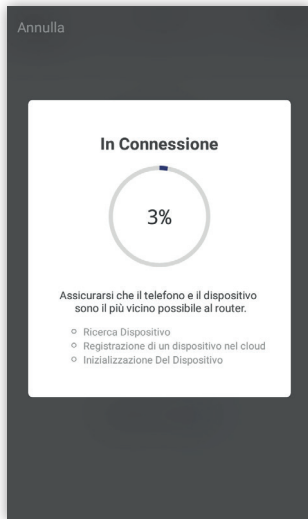 Annulla
In Connessione
3%
Assicurarsi che il telefono e il dispositivo
sono il più vicino possibile al router.
Ricerca Dispositivo
Registrazione di un dispositivo nel cloud
Inizializzazione Del Dispositivo